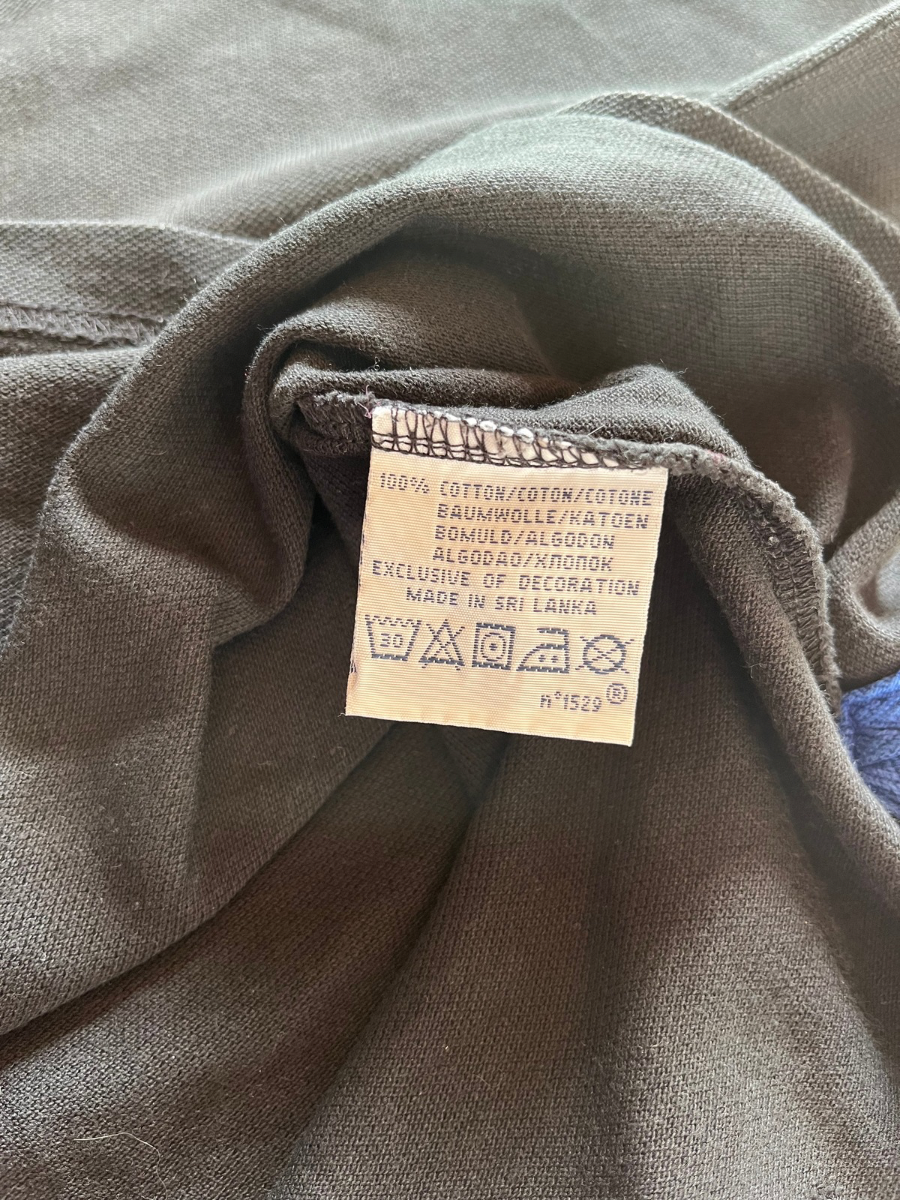 100% COTTON/COTON/COTONE
BAUMWOLLE/KATOEN
BOMULD/ALGODON
ALGODAO/ХЛОПОК
EXCLUSIVE OF DECORATION
MADE IN SRI LANKA
30
n°1529®